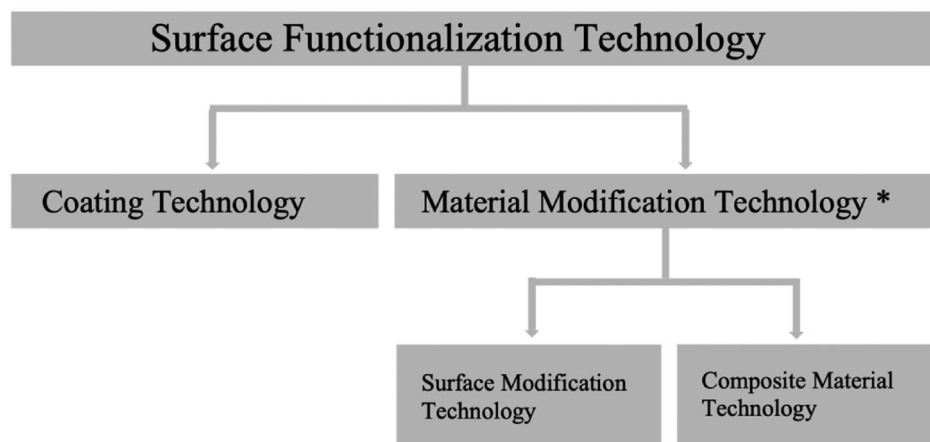 Surface Functionalization Technology
Coating Technology
Material Modification Technology *
Surface Modification
Technology
Composite Material
Technology